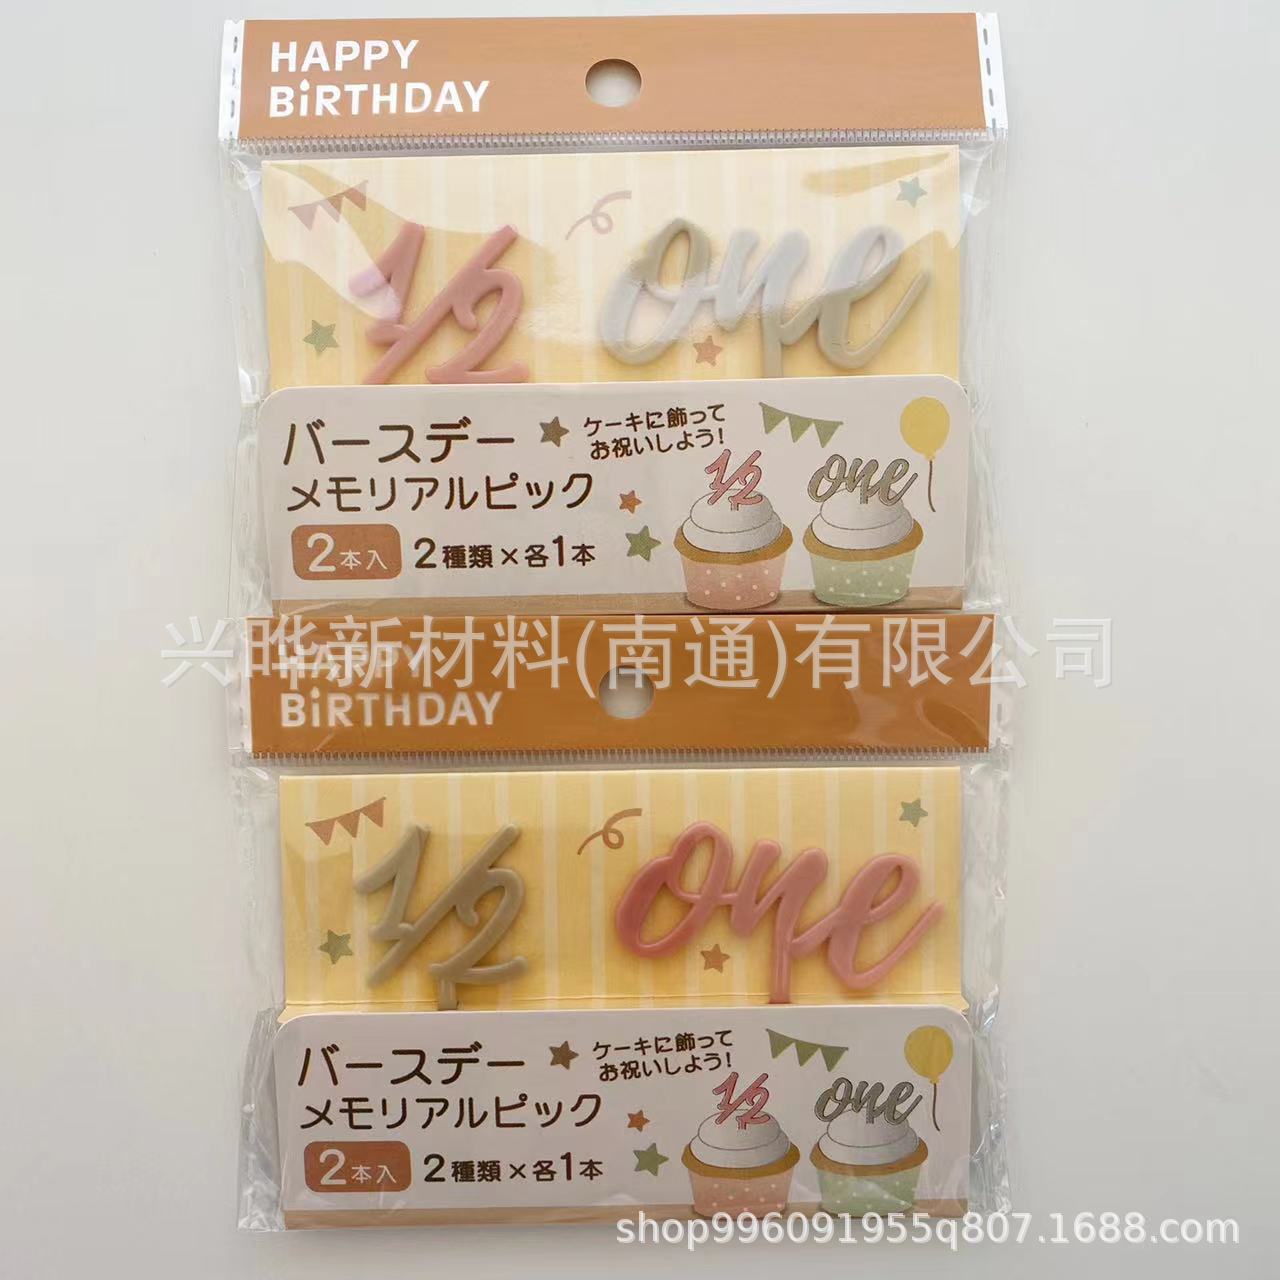 HAPPY
BiRTHDAY
1/2
one
バースデー
メモリアルピック
ケーキに飾って
お祝いしよう!
1/2
one
2本入
2種類×各1本
兴晔新材料(南通)有限公司
HAPPY
BiRTHDAY
1/2
one
バースデー
メモリアルピック
ケーキに飾って
お祝いしよう!
1/2
one
2本入
2種類×各1本
shop996091955q807.1688.com